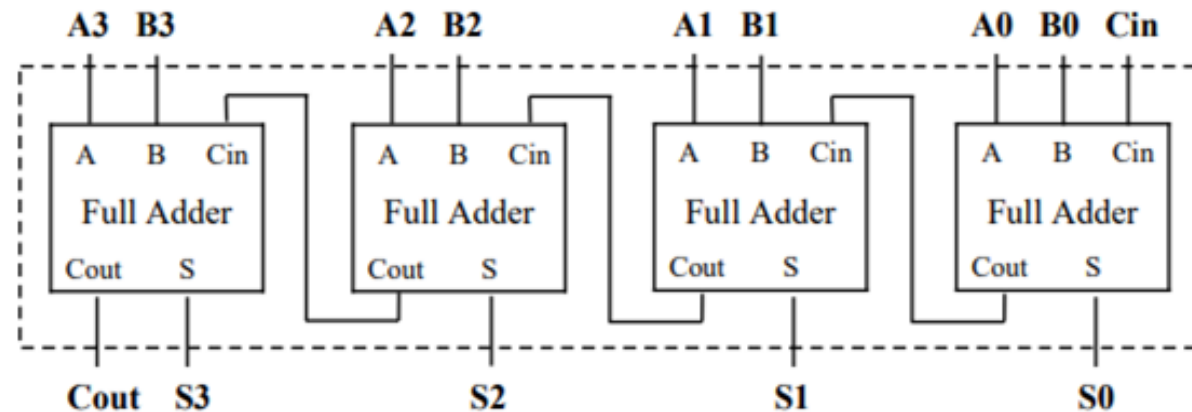 A3 B3 A2 B2 A1 B1 A0 B0 Cin
A B Cin A B Cin A B Cin A B Cin
Full Adder Full Adder Full Adder Full Adder
Cout S Cout S Cout S Cout S
Cout S3 S2 S1 S0